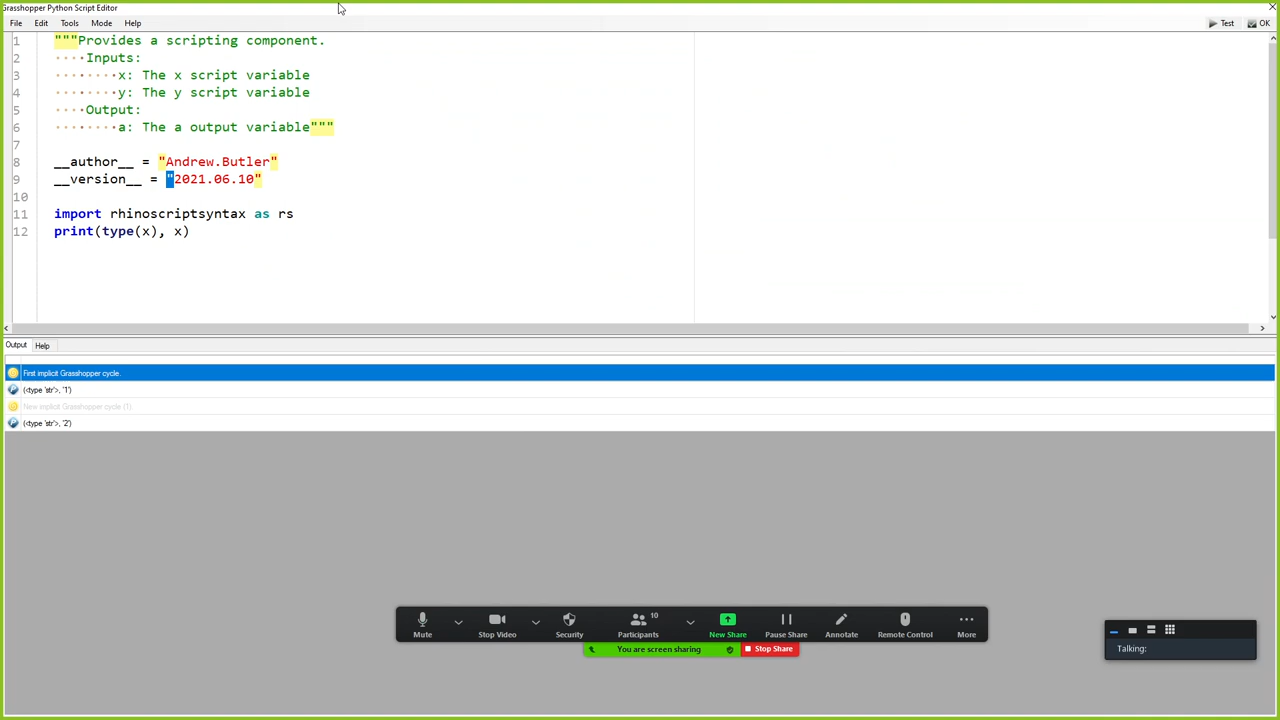 Grasshopper Python Script Editor
File Edit Tools Mode Help
Test OK
1 """Provides a scripting component.
2 ····Inputs:
3 ········x: The x script variable
4 ········y: The y script variable
5 ····Output:
6 ········a: The a output variable"""
7
8 __author__ = "Andrew.Butler"
9 __version__ = "2021.06.10"
10
11 import rhinoscriptsyntax as rs
12 print(type(x), x)
Output Help
First implicit Grasshopper cycle.
(<type 'str'>, '1')
New implicit Grasshopper cycle (1)
(<type 'str'>, '2')
10
Mute Stop Video Security Participants New Share Pause Share Annotate Remote Control More
You are screen sharing Stop Share
Talking: